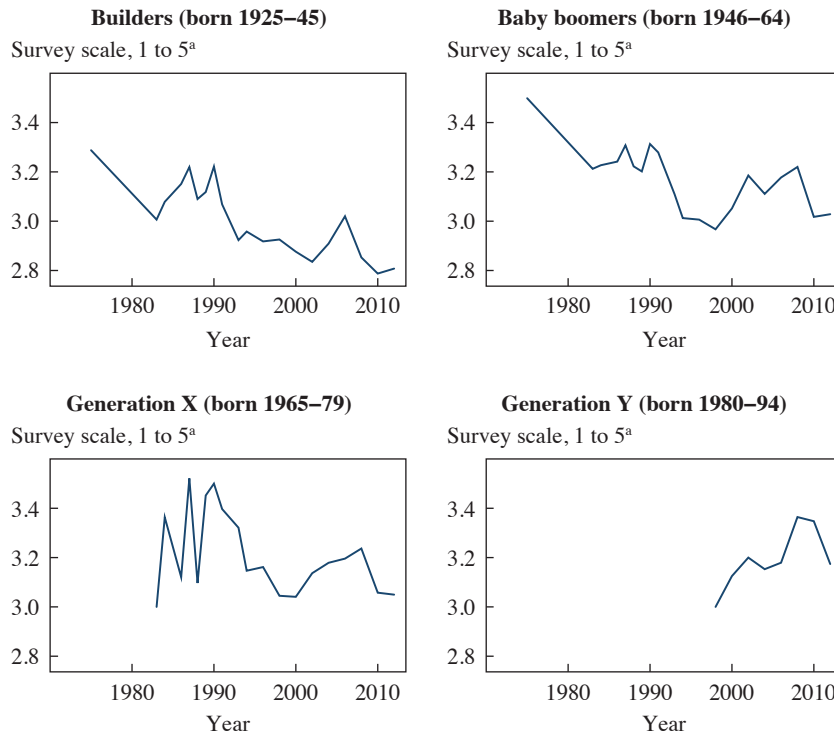 Builders (born 1925–45)
Survey scale, 1 to 5ᵃ
3.4
3.2
3.0
2.8
1980 1990 2000 2010
Year
Baby boomers (born 1946–64)
Survey scale, 1 to 5ᵃ
3.4
3.2
3.0
2.8
1980 1990 2000 2010
Year
Generation X (born 1965–79)
Survey scale, 1 to 5ᵃ
3.4
3.2
3.0
2.8
1980 1990 2000 2010
Year
Generation Y (born 1980–94)
Survey scale, 1 to 5ᵃ
3.4
3.2
3.0
2.8
1980 1990 2000 2010
Year